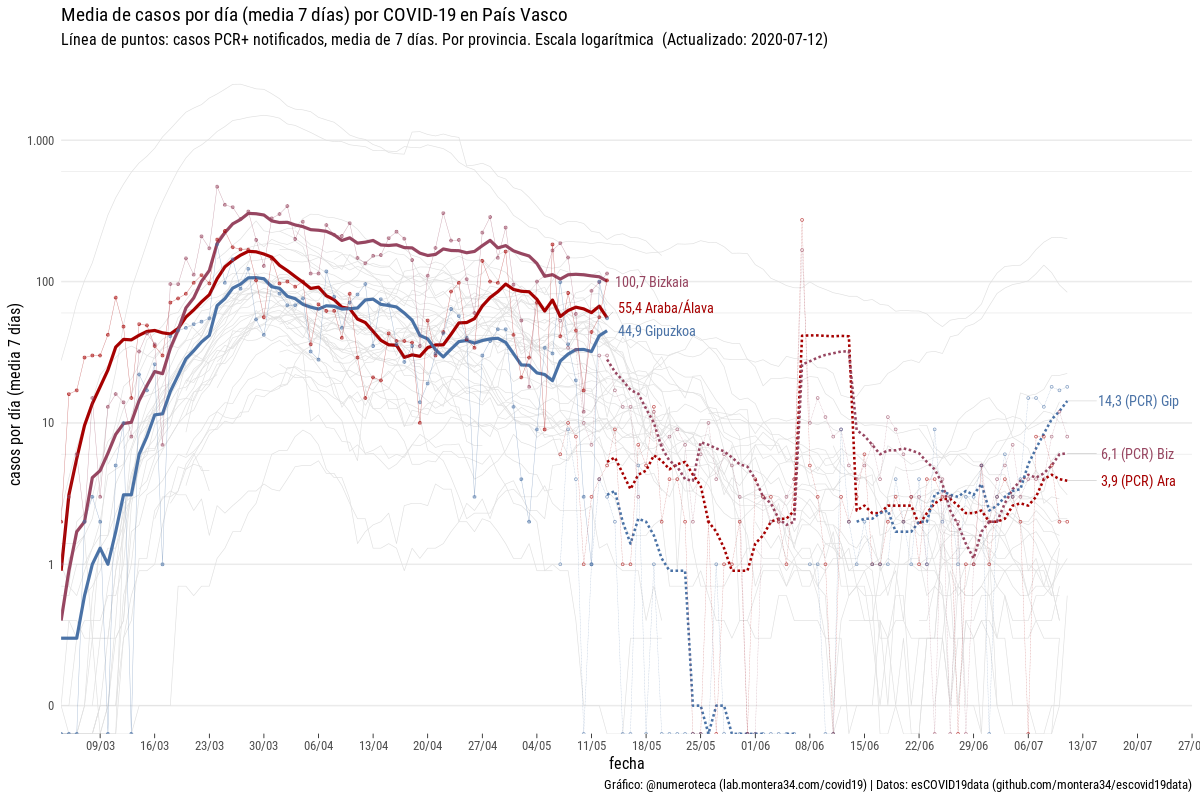 Media de casos por día (media 7 días) por COVID-19 en País Vasco
Línea de puntos: casos PCR+ notificados, media de 7 días. Por provincia. Escala logarítmica  (Actualizado: 2020-07-12)
casos por día (media 7 días)
1.000
100
10
1
0
100,7 Bizkaia
55,4 Araba/Álava
44,9 Gipuzkoa
14,3 (PCR) Gip
6,1 (PCR) Biz
3,9 (PCR) Ara
09/03 16/03 23/03 30/03 06/04 13/04 20/04 27/04 04/05 11/05 18/05 25/05 01/06 08/06 15/06 22/06 29/06 06/07 13/07 20/07 27/0
fecha
Gráfico: @numeroteca (lab.montera34.com/covid19) | Datos: esCOVID19data (github.com/montera34/escovid19data)